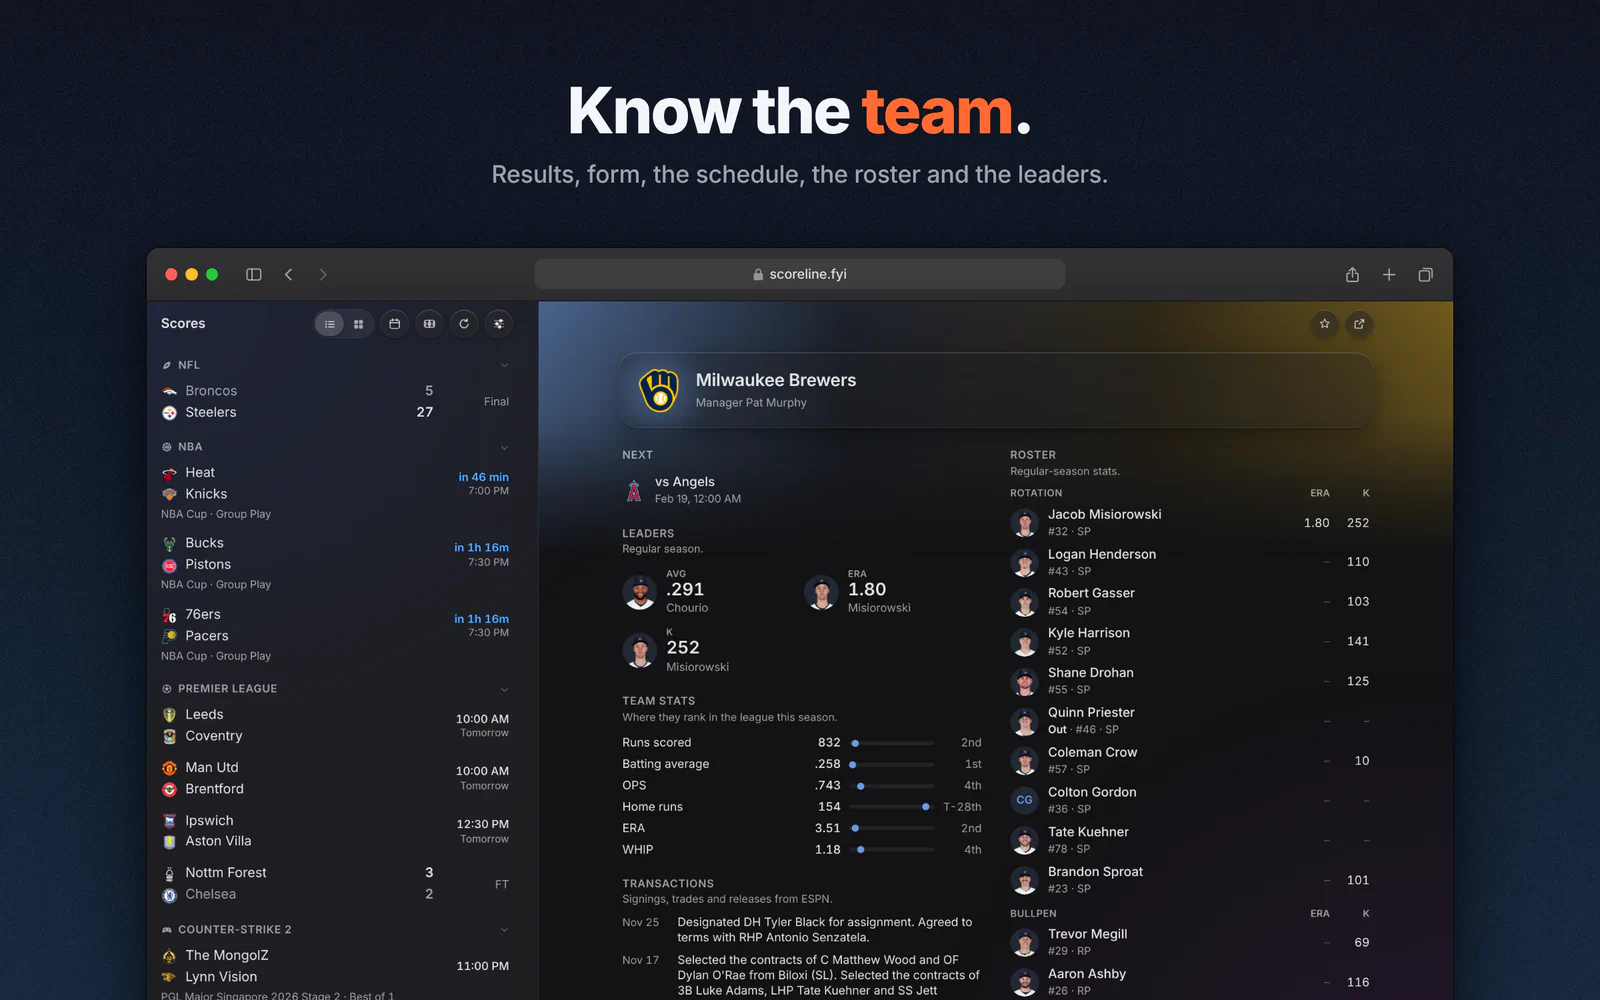 Know the team.
Results, form, the schedule, the roster and the leaders.
scoreline.fyi
Scores
NFL
Broncos 5
Steelers 27
Final
NBA
Heat
Knicks
in 46 min
7:00 PM
NBA Cup · Group Play
Bucks
Pistons
in 1h 16m
7:30 PM
NBA Cup · Group Play
76ers
Pacers
in 1h 16m
7:30 PM
NBA Cup · Group Play
PREMIER LEAGUE
Leeds
Coventry
10:00 AM
Tomorrow
Man Utd
Brentford
10:00 AM
Tomorrow
Ipswich
Aston Villa
12:30 PM
Tomorrow
Nottm Forest 3
Chelsea 2
FT
COUNTER-STRIKE 2
The MongolZ
Lynn Vision
11:00 PM
PGL Major Singapore 2026 Stage 2 · Best of 1
Milwaukee Brewers
Manager Pat Murphy
NEXT
vs Angels
Feb 19, 12:00 AM
LEADERS
Regular season.
AVG
.291
Chourio
ERA
1.80
Misiorowski
K
252
Misiorowski
TEAM STATS
Where they rank in the league this season.
Runs scored 832 2nd
Batting average .258 1st
OPS .743 4th
Home runs 154 T-28th
ERA 3.51 2nd
WHIP 1.18 4th
TRANSACTIONS
Signings, trades and releases from ESPN.
Nov 25 Designated DH Tyler Black for assignment. Agreed to
terms with RHP Antonio Senzatela.
Nov 17 Selected the contracts of C Matthew Wood and OF
Dylan O'Rae from Biloxi (SL). Selected the contracts of
3B Luke Adams, LHP Tate Kuehner and SS Jett
ROSTER
Regular-season stats.
ROTATION ERA K
Jacob Misiorowski
#32 · SP
1.80 252
Logan Henderson
#43 · SP
– 110
Robert Gasser
#54 · SP
– 103
Kyle Harrison
#52 · SP
– 141
Shane Drohan
#55 · SP
– 125
Quinn Priester
Out · #46 · SP
– –
Coleman Crow
#57 · SP
– 10
CG
Colton Gordon
#36 · SP
– –
Tate Kuehner
#78 · SP
– –
Brandon Sproat
#23 · SP
– 101
BULLPEN ERA K
Trevor Megill
#29 · RP
– 69
Aaron Ashby
#26 · RP
– 116